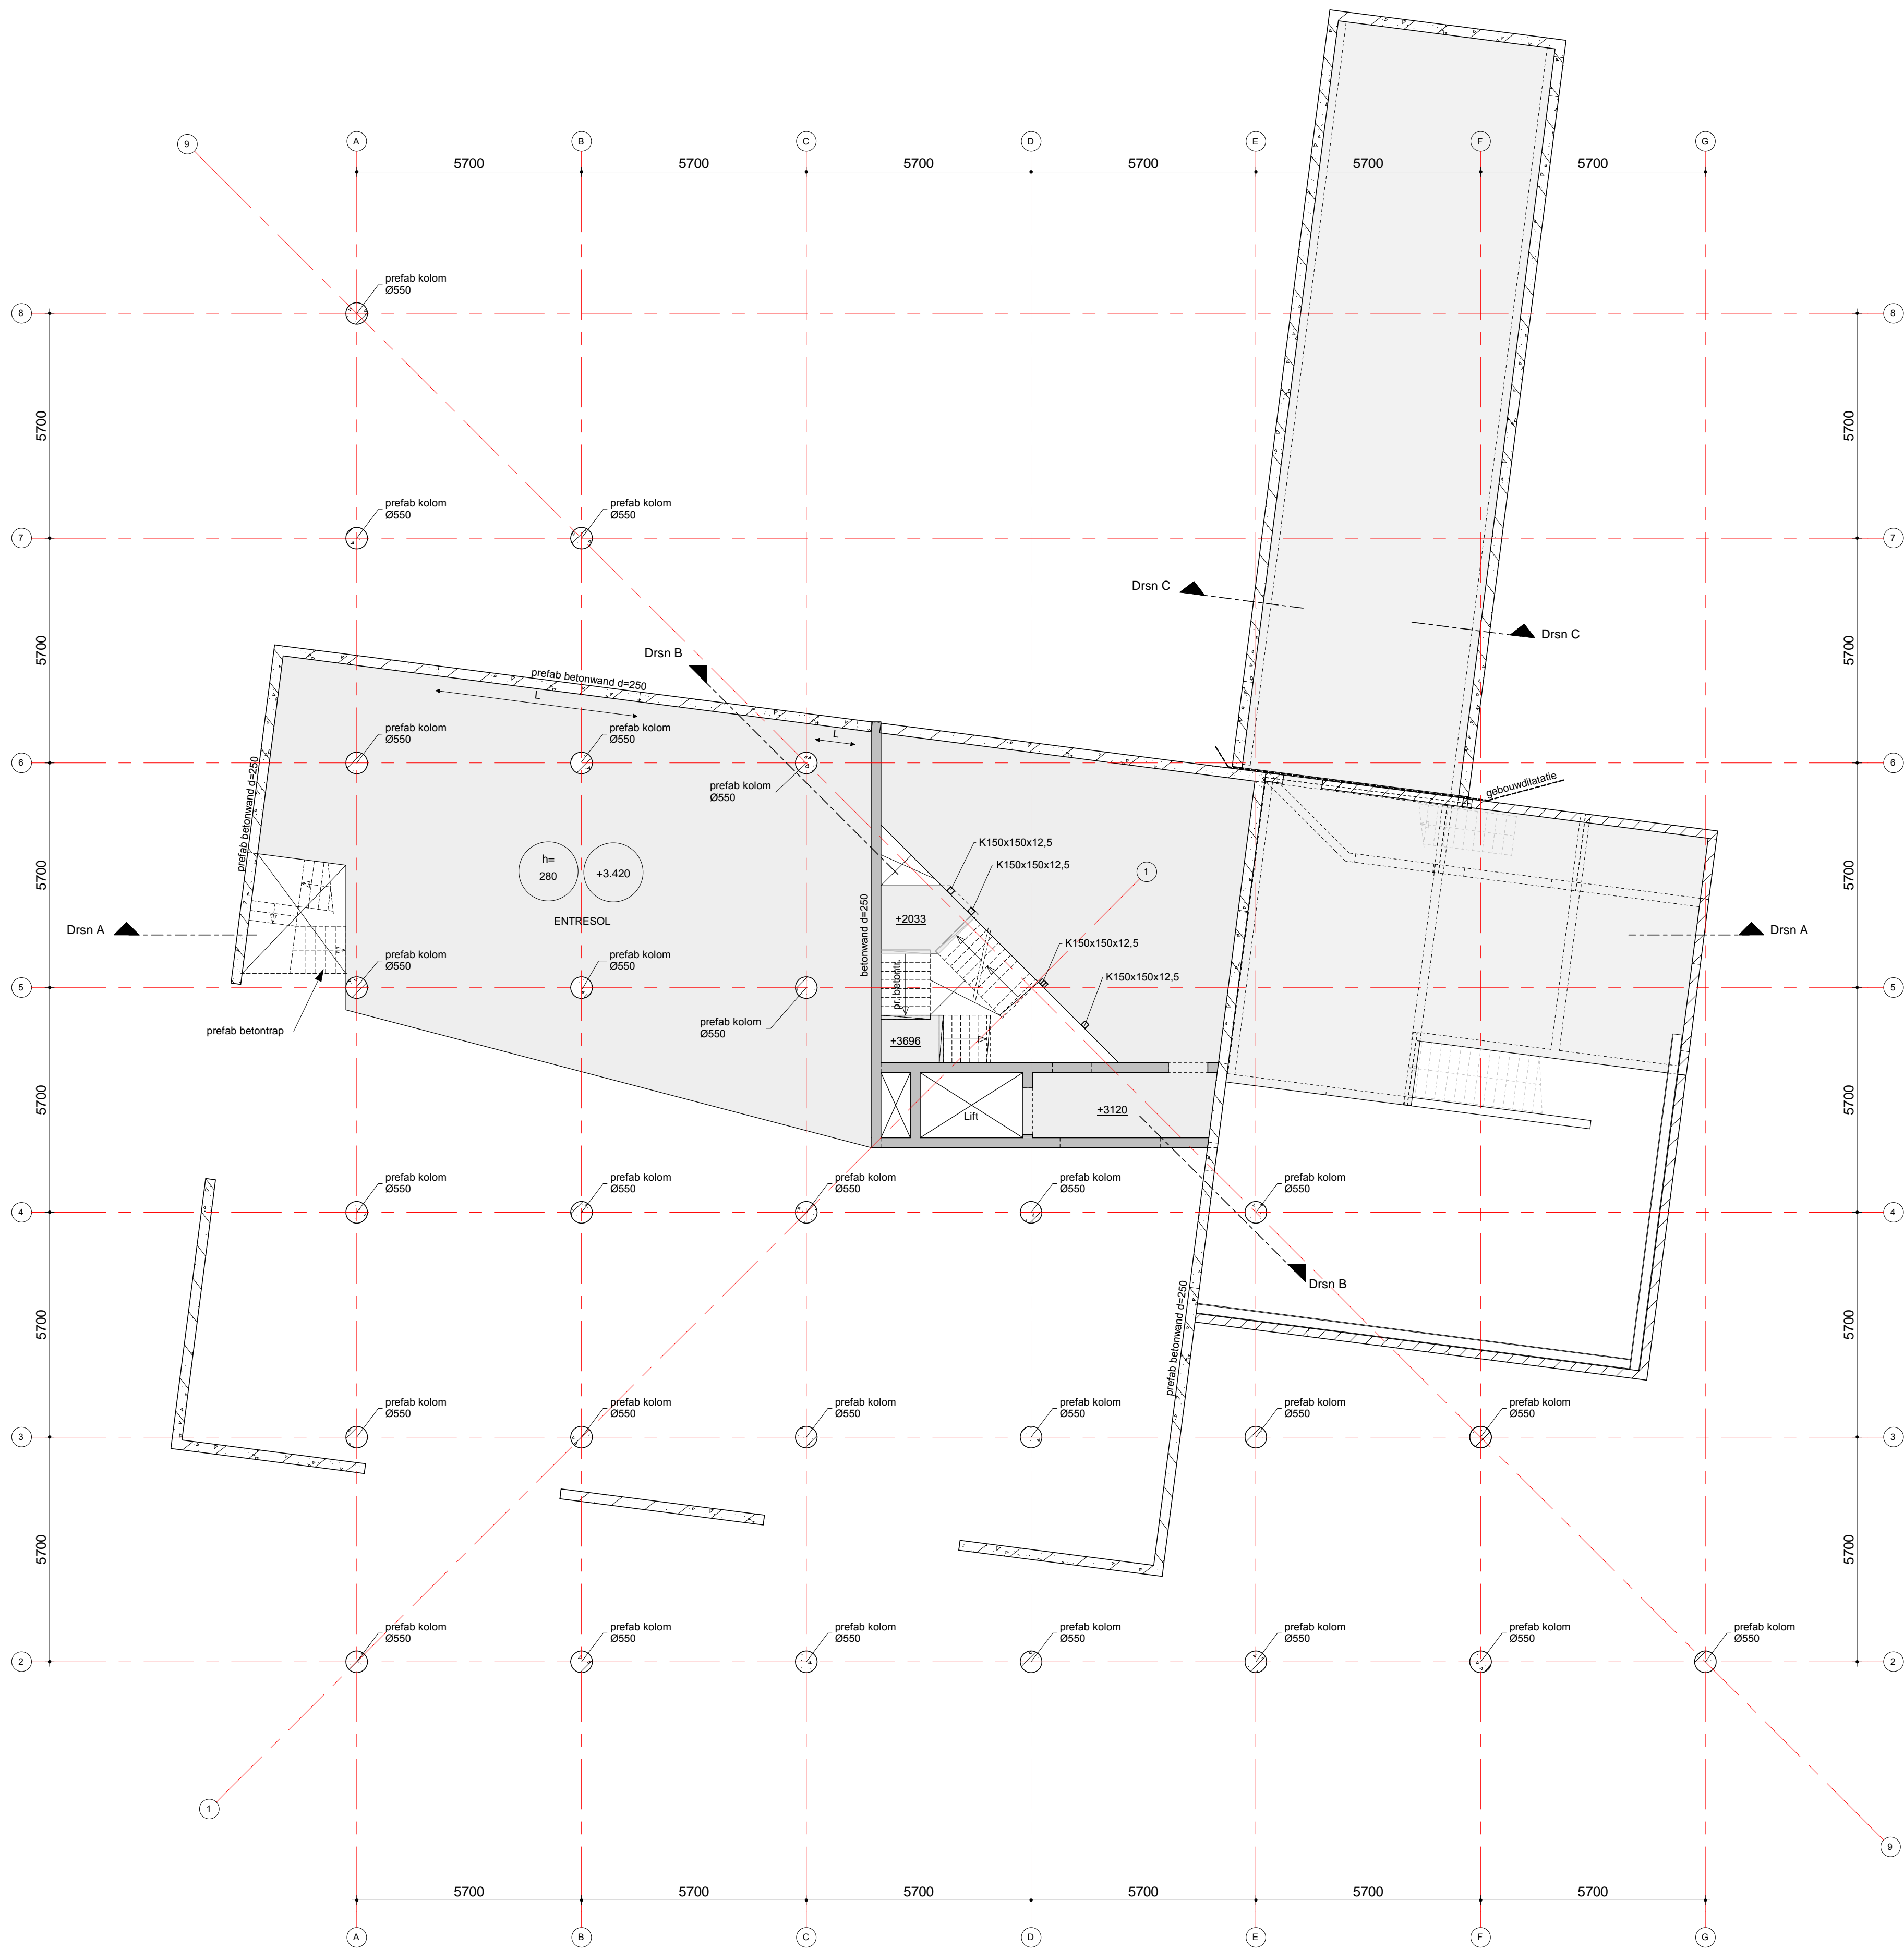 9
A
B
C
D
E
F
G
5700
5700
5700
5700
5700
5700
prefab kolom
Ø550
8
8
5700
5700
prefab kolom
Ø550
prefab kolom
Ø550
7
7
Drsn C
Drsn C
5700
5700
Drsn B
prefab betonwand d=250
L
prefab kolom
Ø550
prefab kolom
Ø550
L
6
6
prefab kolom
Ø550
gebouwdilatatie
prefab betonwand d=250
K150x150x12,5
K150x150x12,5
1
h=
280
+3.420
5700
5700
ENTRESOL
betonwand d=250
+2033
Drsn A
Drsn A
K150x150x12,5
prefab kolom
Ø550
prefab kolom
Ø550
pr. betontr.
K150x150x12,5
5
5
prefab betontrap
prefab kolom
Ø550
+3696
5700
5700
Lift
+3120
prefab kolom
Ø550
prefab kolom
Ø550
prefab kolom
Ø550
prefab kolom
Ø550
prefab kolom
Ø550
4
4
Drsn B
5700
5700
prefab betonwand d=250
prefab kolom
Ø550
prefab kolom
Ø550
prefab kolom
Ø550
prefab kolom
Ø550
prefab kolom
Ø550
prefab kolom
Ø550
3
3
5700
5700
prefab kolom
Ø550
prefab kolom
Ø550
prefab kolom
Ø550
prefab kolom
Ø550
prefab kolom
Ø550
prefab kolom
Ø550
prefab kolom
Ø550
2
2
1
9
5700
5700
5700
5700
5700
5700
A
B
C
D
E
F
G